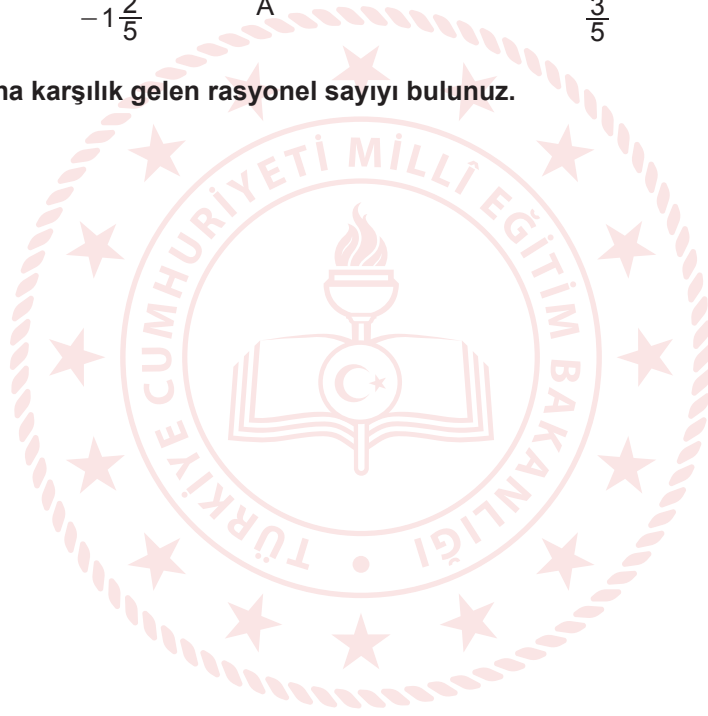 −1 2/5 A 3/5
na karşılık gelen rasyonel sayıyı bulunuz.
TÜRKİYE CUMHURİYETİ MİLLÎ EĞİTİM BAKANLIĞI